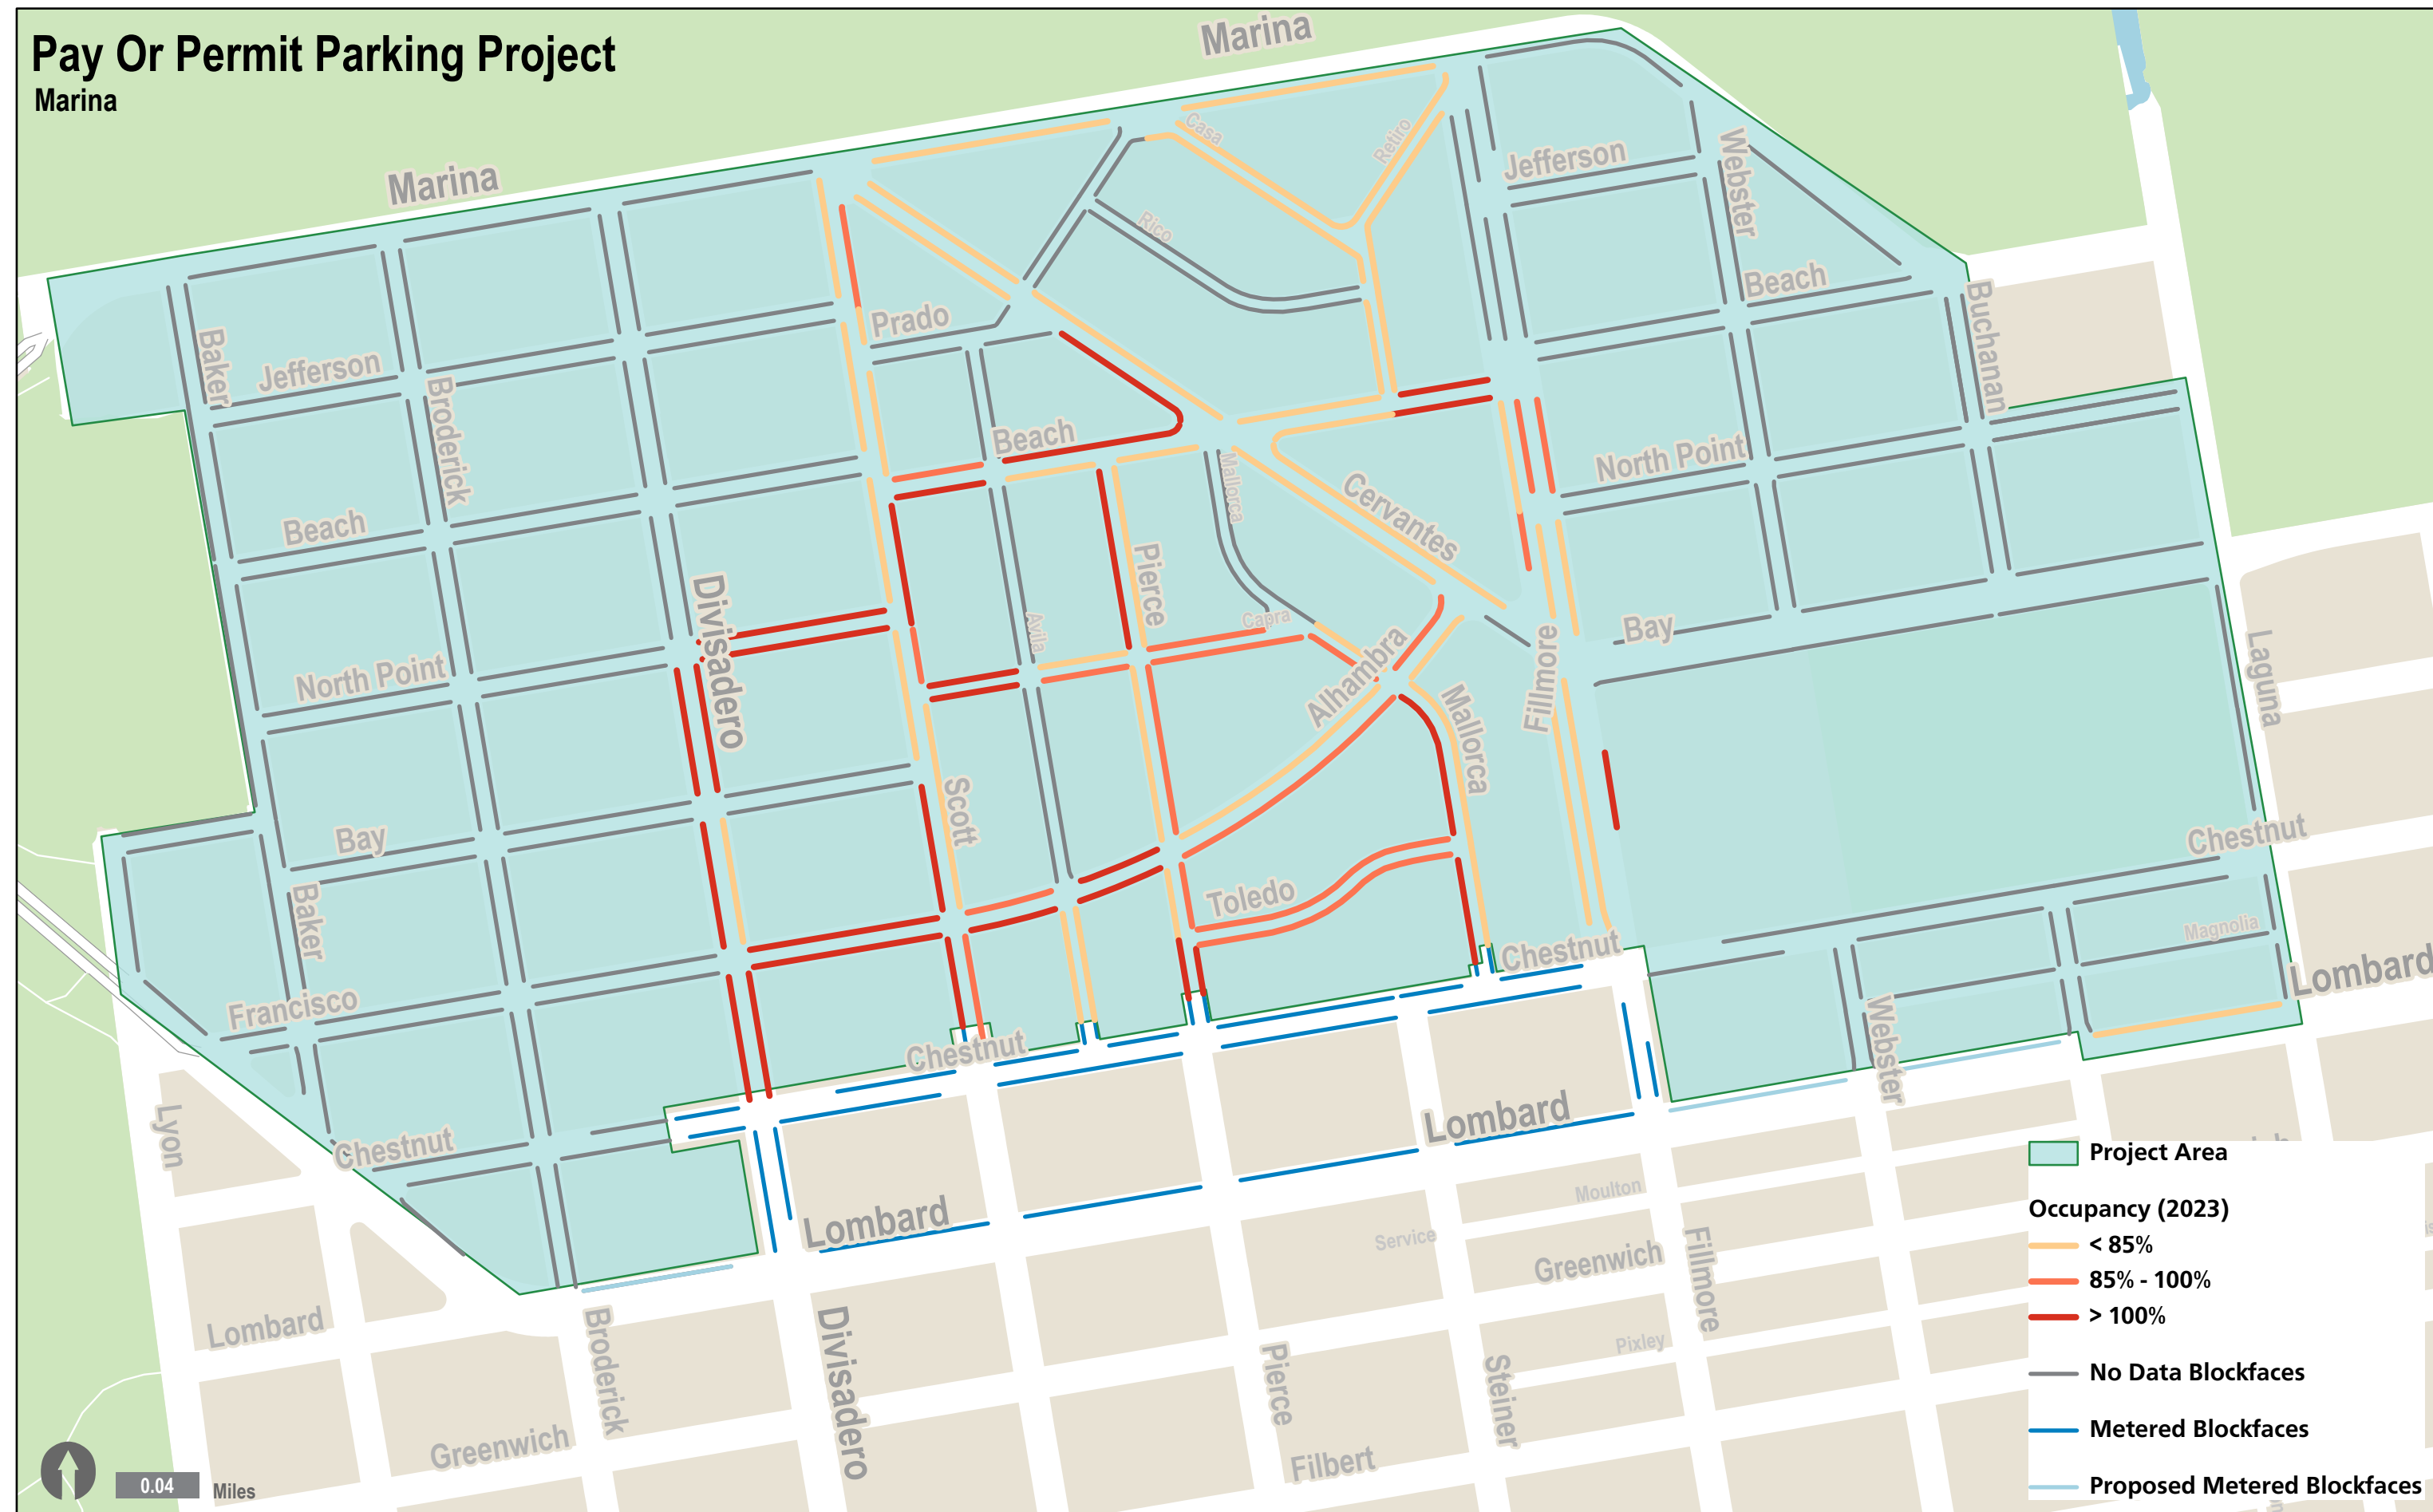 Pay Or Permit Parking Project
Marina
Marina
Marina
Casa
Retiro
Jefferson
Webster
Rico
Beach
Buchanan
Prado
Baker
Jefferson
Broderick
Beach
Mallorca
North Point
Cervantes
Beach
Pierce
Divisadero
Avila
Capra
Bay
Fillmore
Laguna
North Point
Alhambra
Mallorca
Scott
Bay
Chestnut
Baker
Toledo
Magnolia
Chestnut
Lombard
Francisco
Webster
Chestnut
Lyon
Chestnut
Lombard
Lombard
Moulton
Service
Greenwich
Fillmore
Lombard
Broderick
Divisadero
Pierce
Pixley
Steiner
Greenwich
Filbert
Project Area
Occupancy (2023)
< 85%
85% - 100%
> 100%
No Data Blockfaces
Metered Blockfaces
Proposed Metered Blockfaces
0.04 Miles